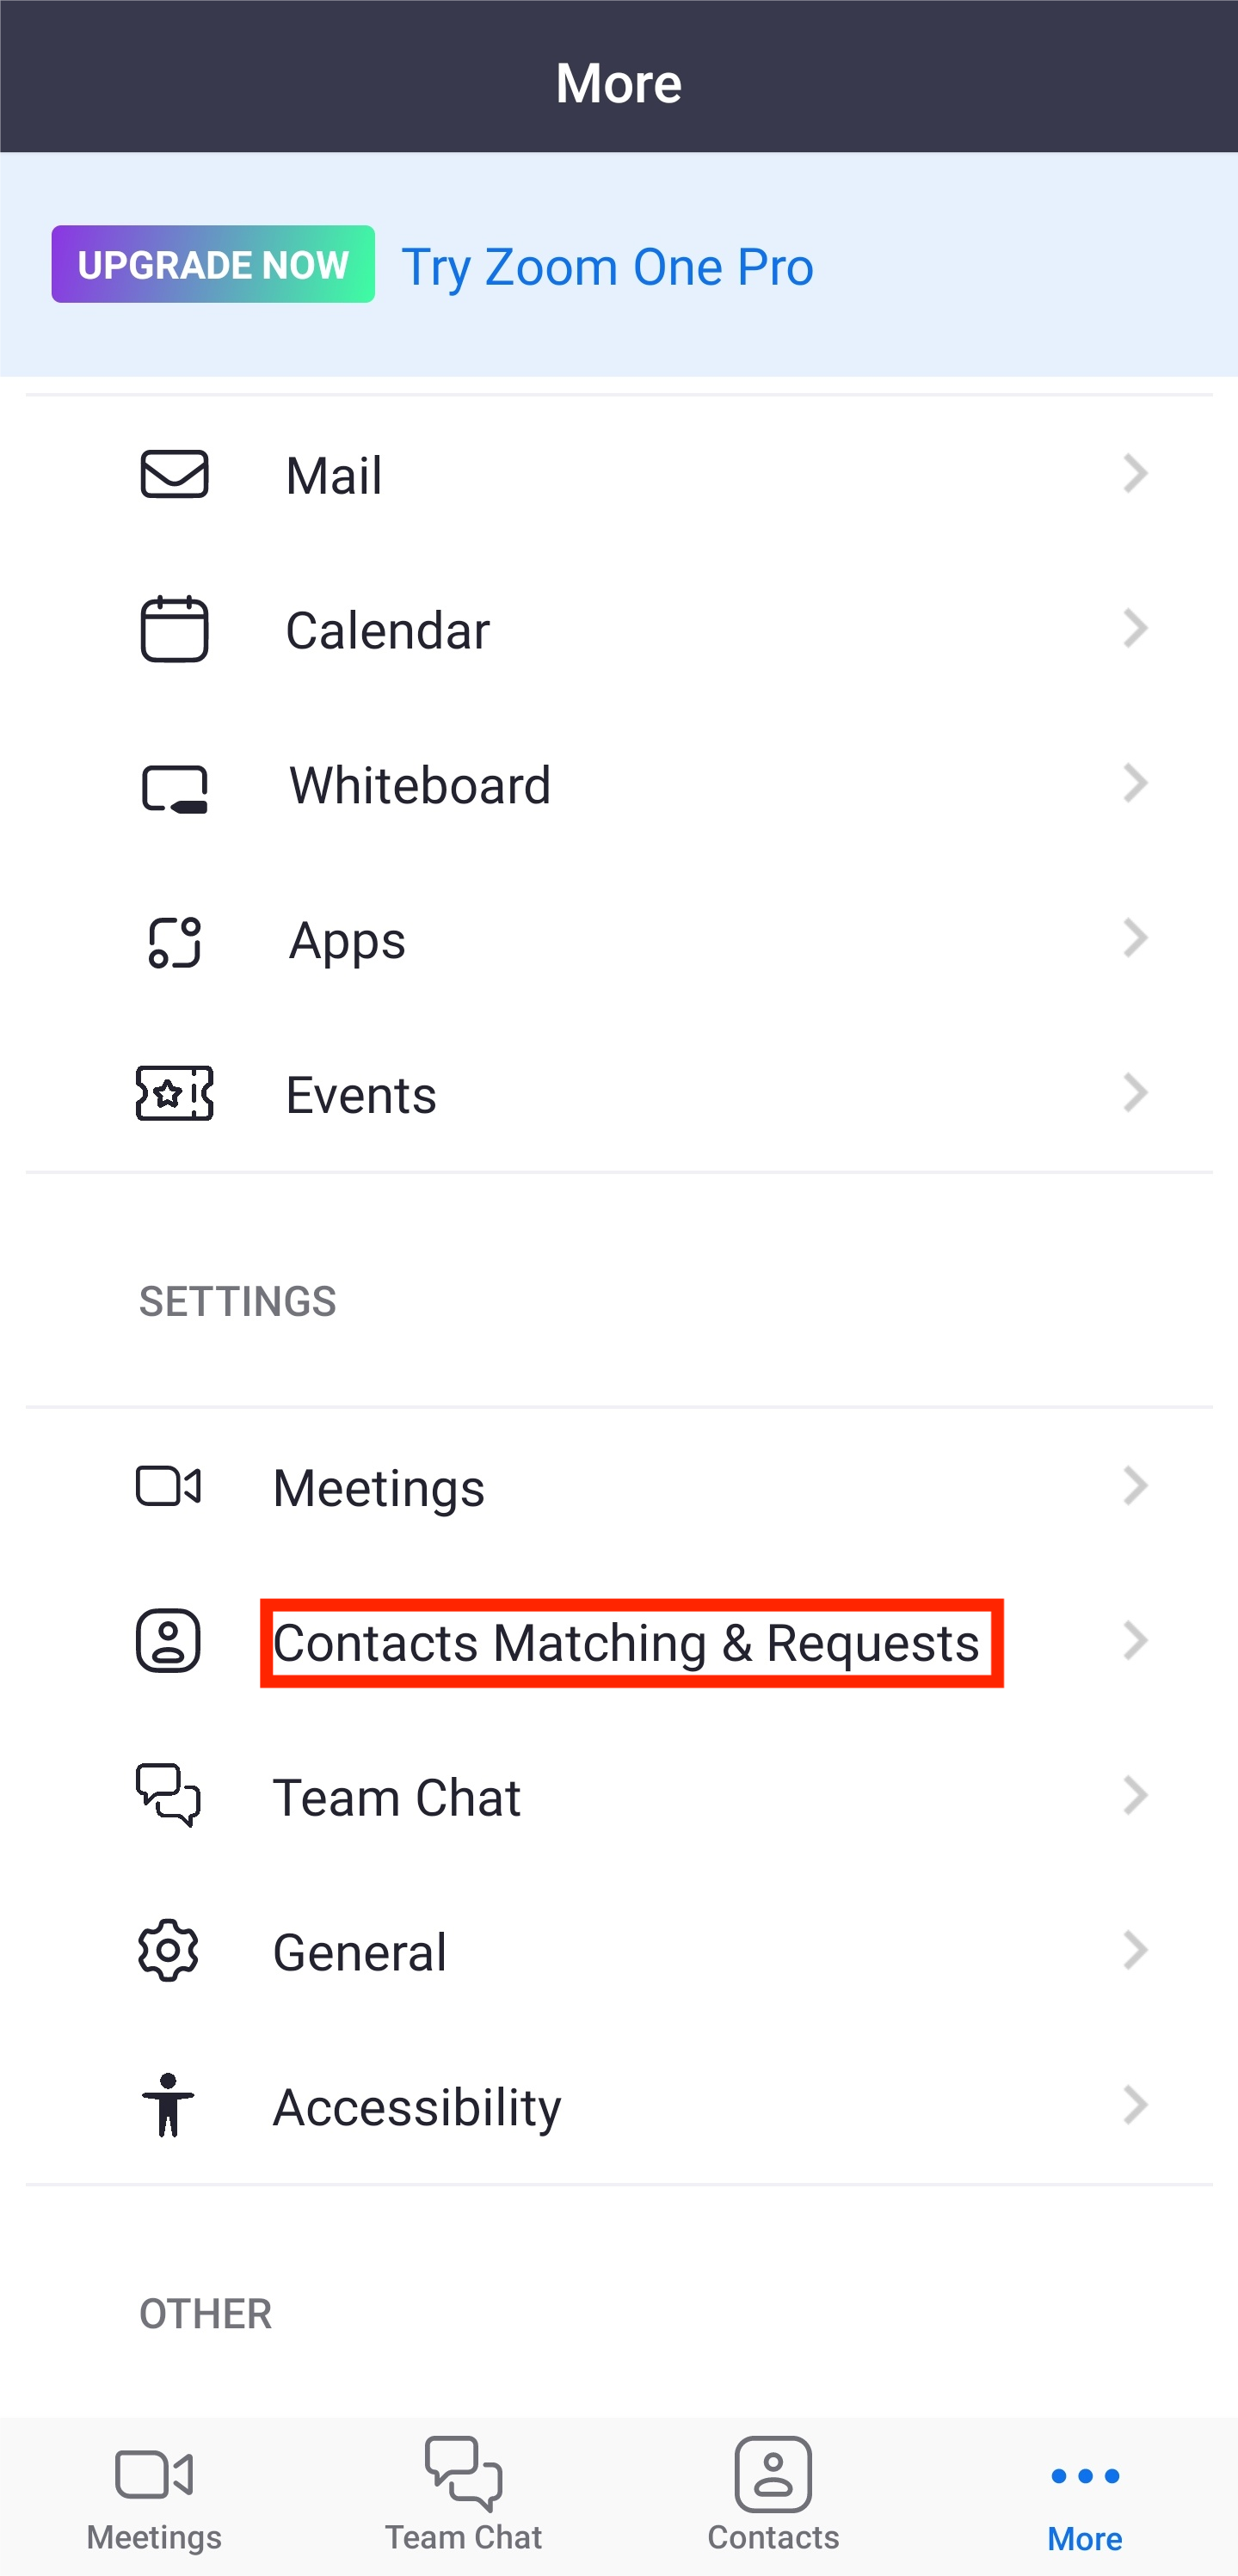 More
UPGRADE NOW Try Zoom One Pro
Mail
Calendar
Whiteboard
Apps
Events
SETTINGS
Meetings
Contacts Matching & Requests
Team Chat
General
Accessibility
OTHER
Meetings Team Chat Contacts More